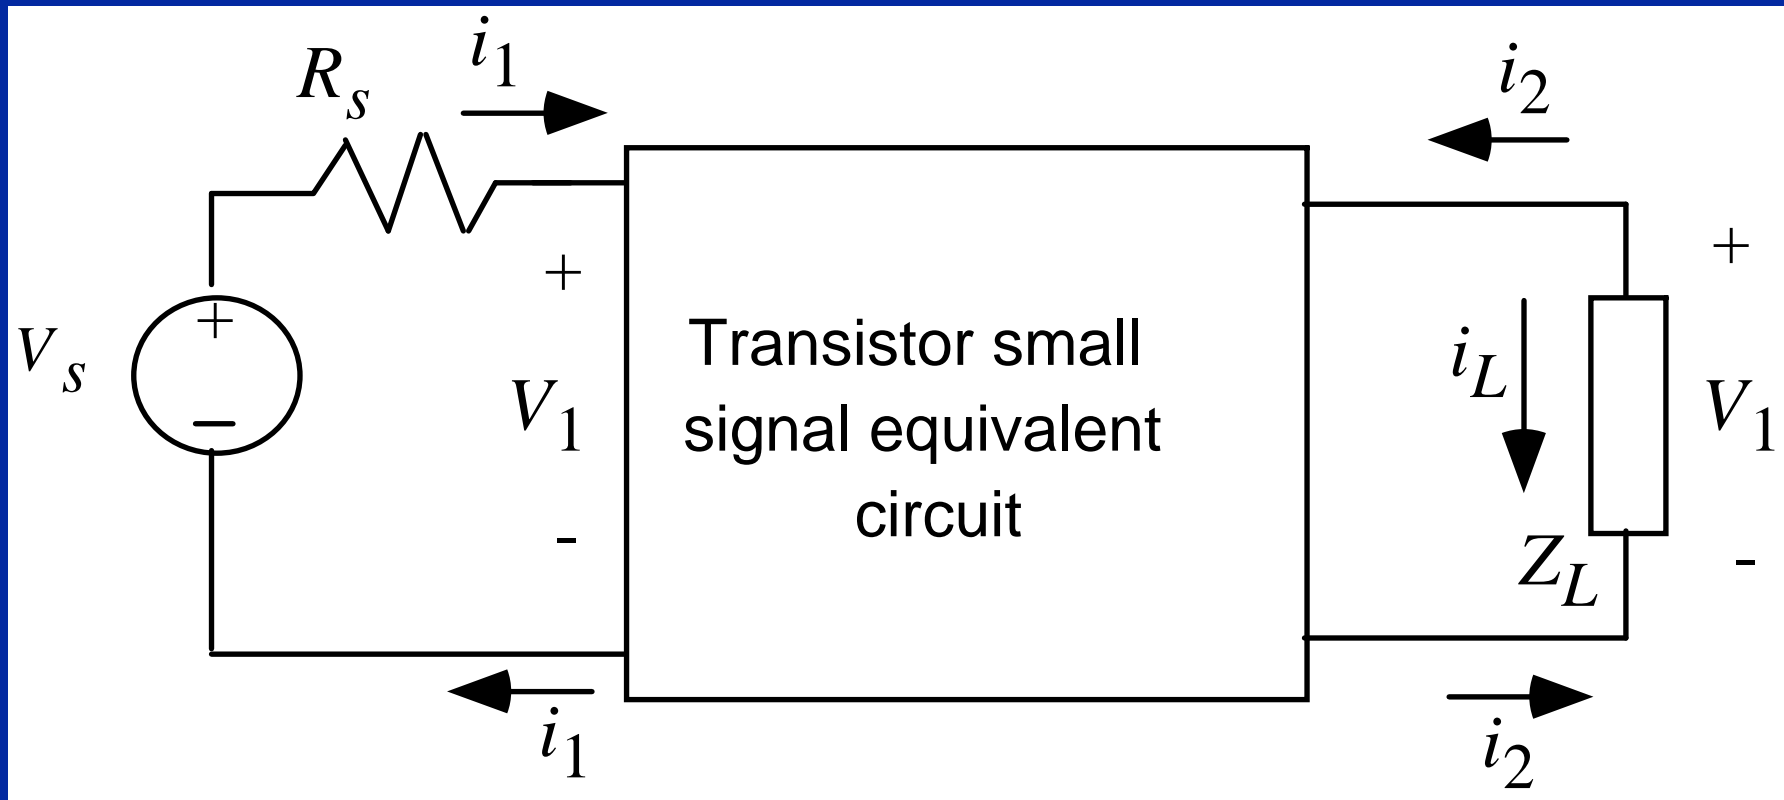 i1
i2
Rs
+
+
+
Vs
V1
Transistor small
signal equivalent
circuit
iL
V1
−
-
ZL
-
i1
i2